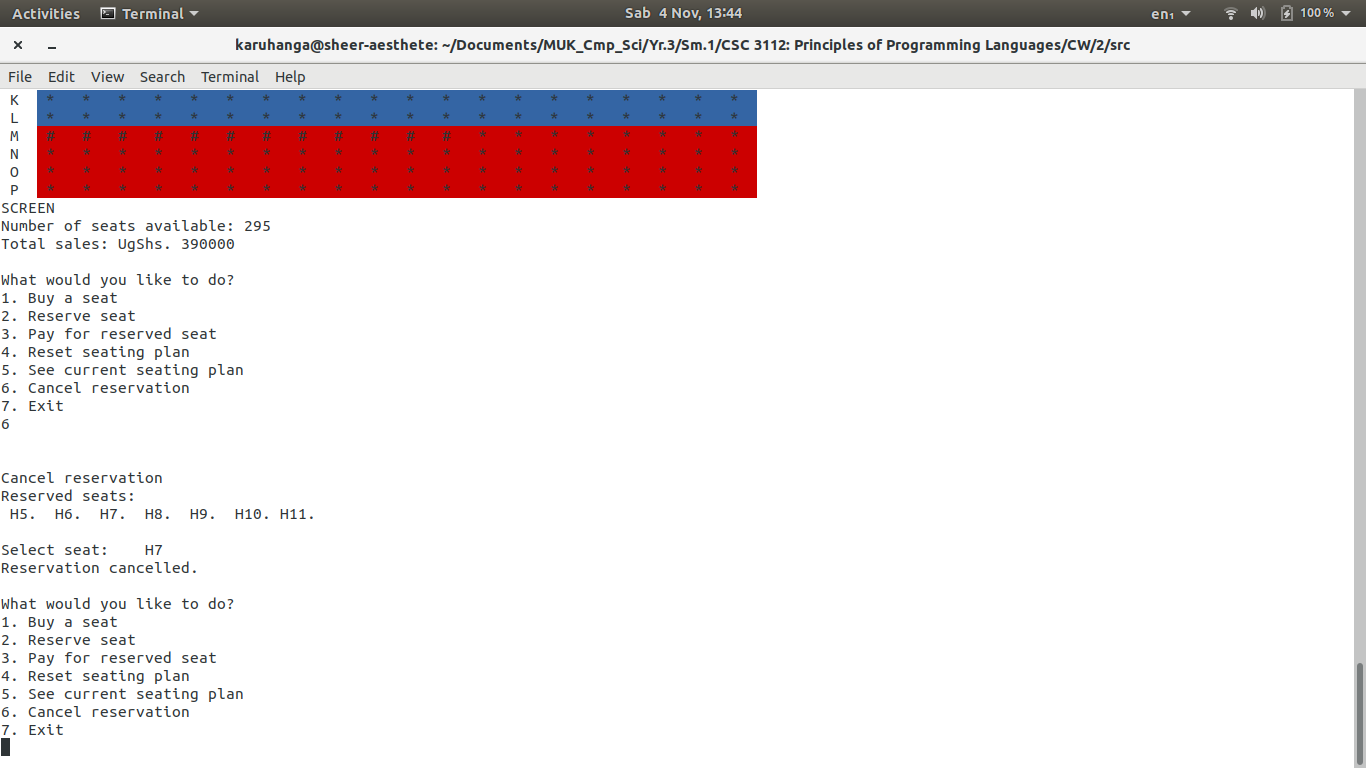 Activities Terminal Sab 4 Nov, 13:44 en₁ 100%
karuhanga@sheer-aesthete: ~/Documents/MUK_Cmp_Sci/Yr.3/Sm.1/CSC 3112: Principles of Programming Languages/CW/2/src
File Edit View Search Terminal Help
K * * * * * * * * * * * * * * * * * * * *
L * * * * * * * * * * * * * * * * * * * *
M # # # # # # # # # # # # * * * * * * * *
N * * * * * * * * * * * * * * * * * * * *
O * * * * * * * * * * * * * * * * * * * *
P * * * * * * * * * * * * * * * * * * * *
SCREEN
Number of seats available: 295
Total sales: UgShs. 390000
What would you like to do?
1. Buy a seat
2. Reserve seat
3. Pay for reserved seat
4. Reset seating plan
5. See current seating plan
6. Cancel reservation
7. Exit
6
Cancel reservation
Reserved seats:
H5. H6. H7. H8. H9. H10. H11.
Select seat: H7
Reservation cancelled.
What would you like to do?
1. Buy a seat
2. Reserve seat
3. Pay for reserved seat
4. Reset seating plan
5. See current seating plan
6. Cancel reservation
7. Exit